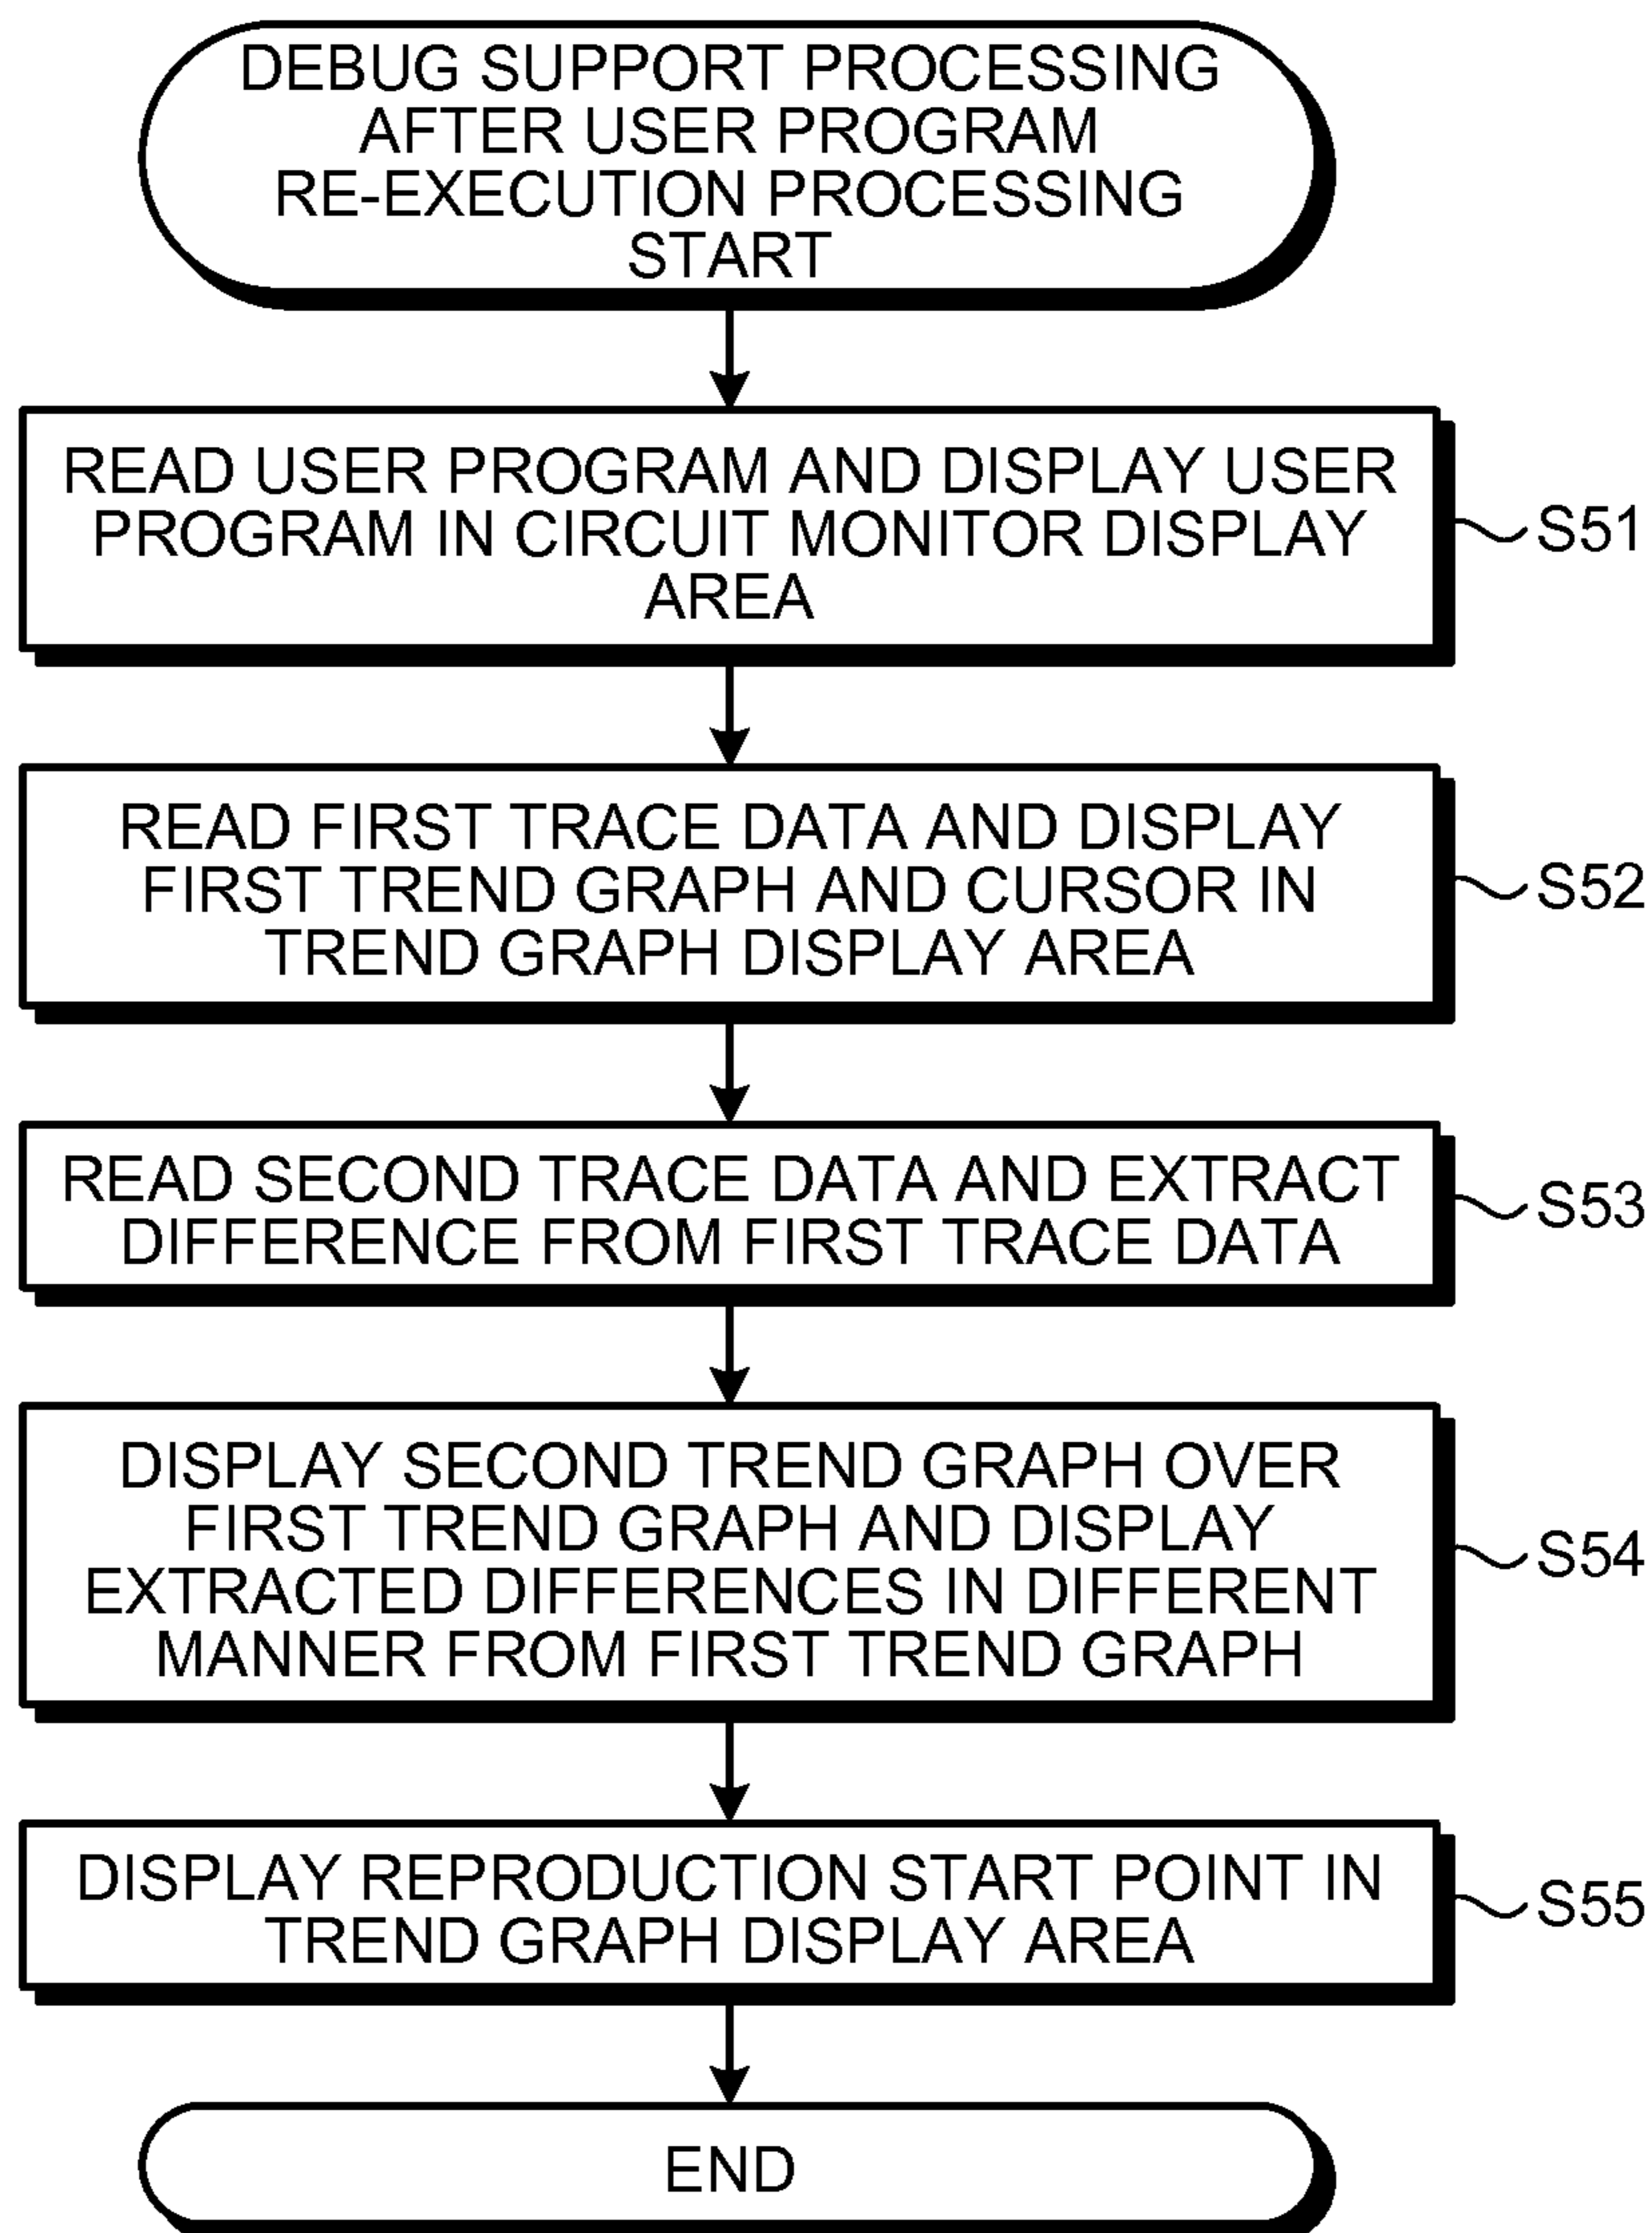 DEBUG SUPPORT PROCESSING
AFTER USER PROGRAM
RE-EXECUTION PROCESSING
START
READ USER PROGRAM AND DISPLAY USER
PROGRAM IN CIRCUIT MONITOR DISPLAY
AREA
S51
READ FIRST TRACE DATA AND DISPLAY
FIRST TREND GRAPH AND CURSOR IN
TREND GRAPH DISPLAY AREA
S52
READ SECOND TRACE DATA AND EXTRACT
DIFFERENCE FROM FIRST TRACE DATA
S53
DISPLAY SECOND TREND GRAPH OVER
FIRST TREND GRAPH AND DISPLAY
EXTRACTED DIFFERENCES IN DIFFERENT
MANNER FROM FIRST TREND GRAPH
S54
DISPLAY REPRODUCTION START POINT IN
TREND GRAPH DISPLAY AREA
S55
END